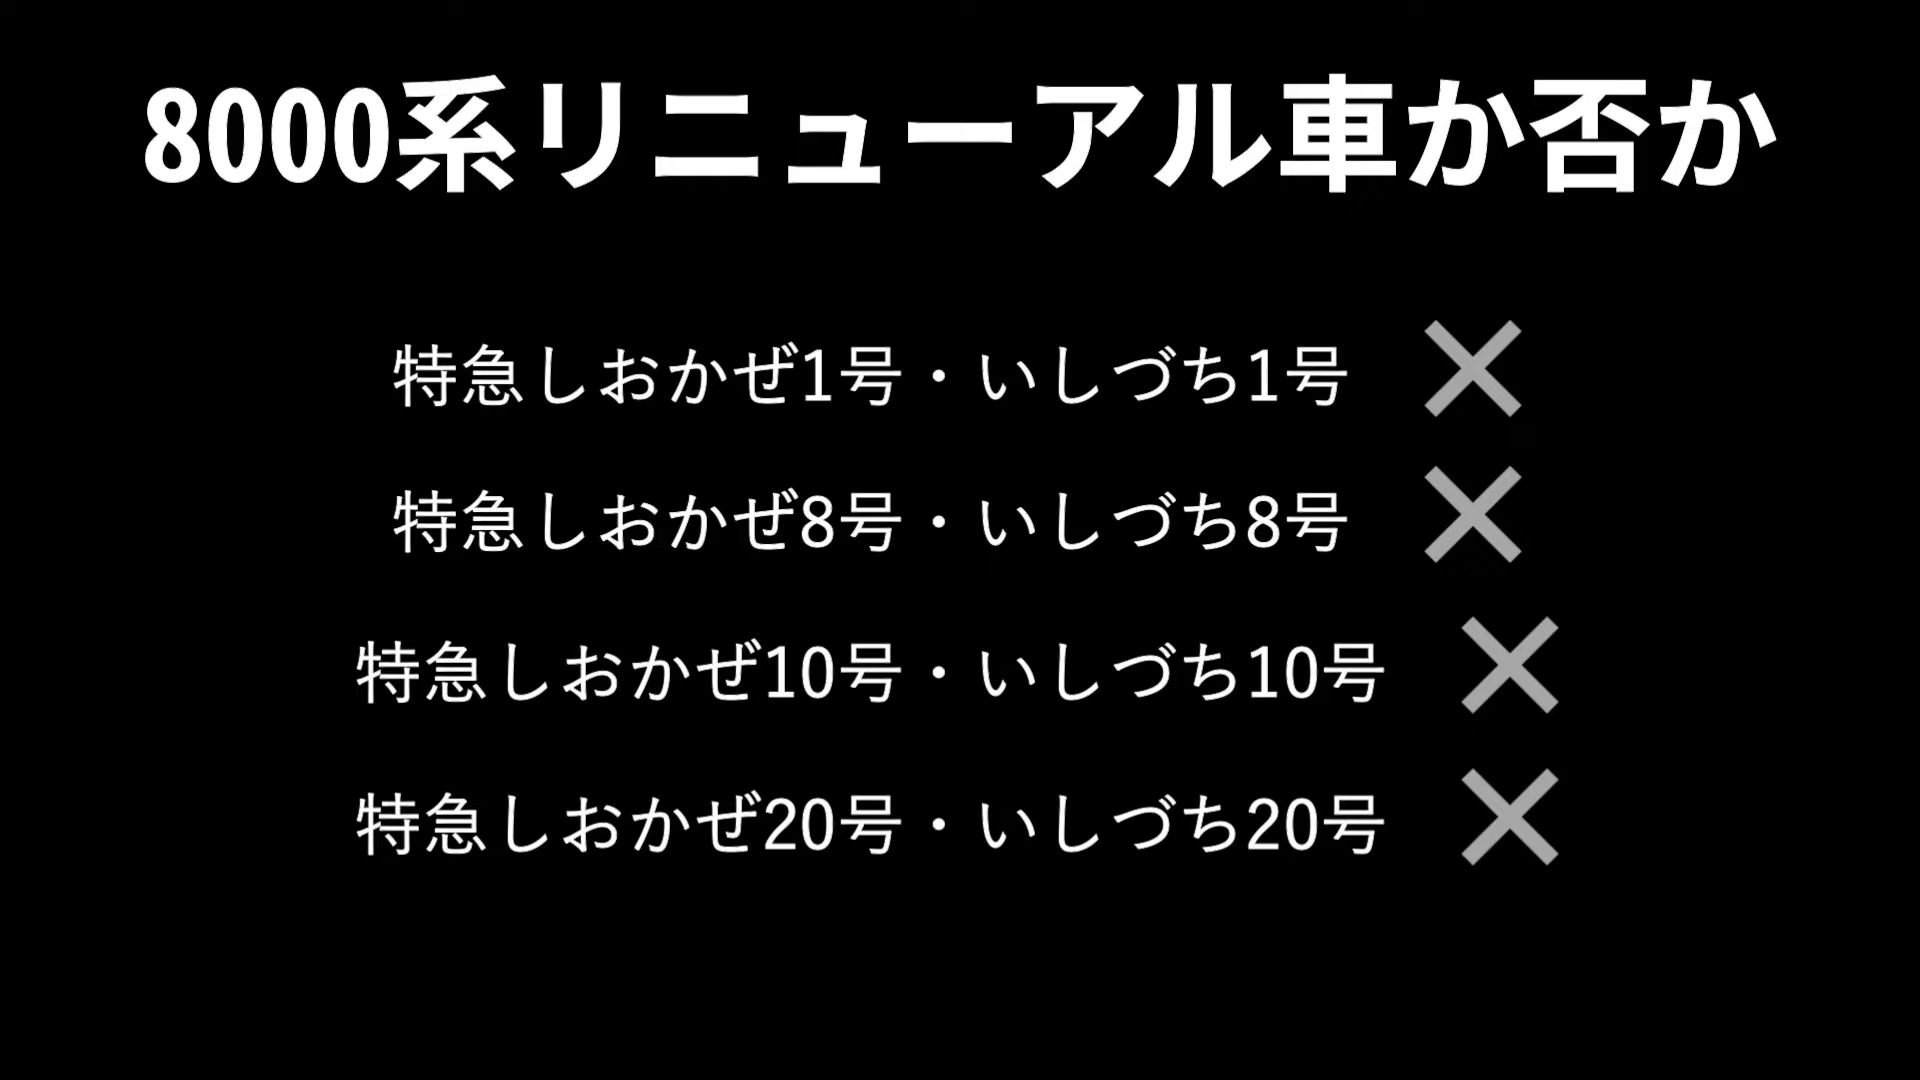 8000系リニューアル車か否か
特急しおかぜ1号・いしづち1号 ✕
特急しおかぜ8号・いしづち8号 ✕
特急しおかぜ10号・いしづち10号 ✕
特急しおかぜ20号・いしづち20号 ✕